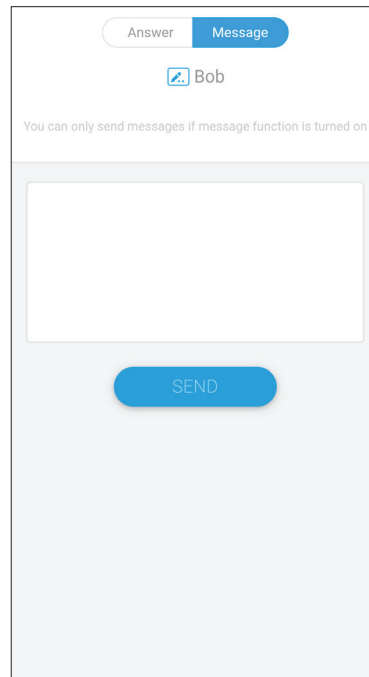 Answer Message
Bob
You can only send messages if message function is turned on
SEND